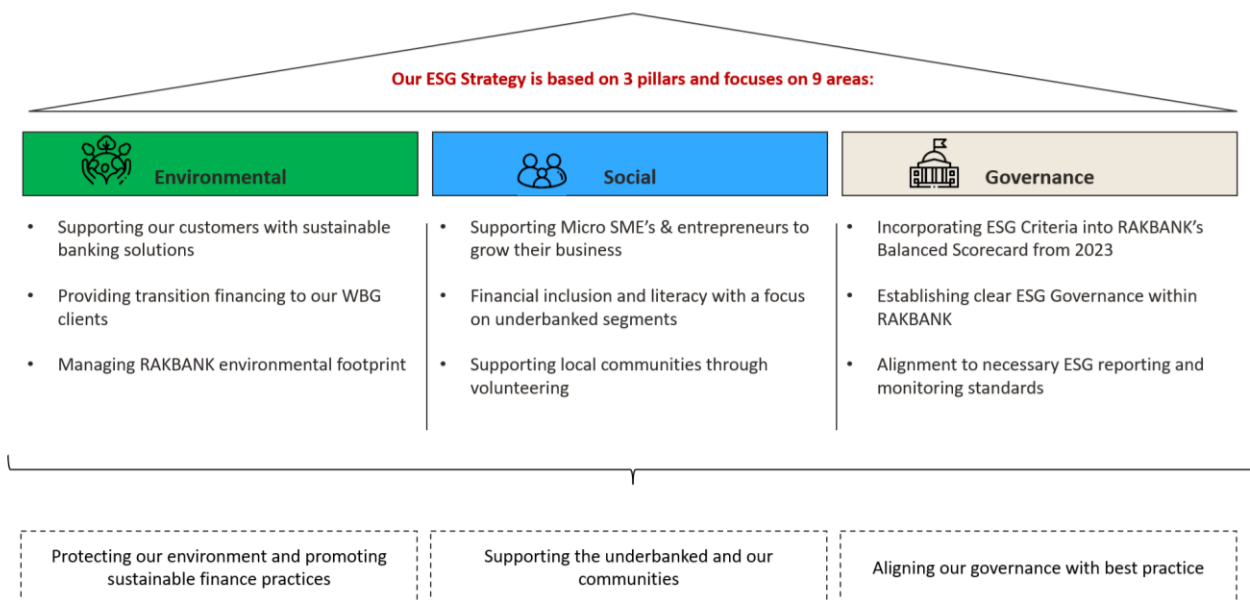 Our ESG Strategy is based on 3 pillars and focuses on 9 areas:
Environmental
• Supporting our customers with sustainable
banking solutions
• Providing transition financing to our WBG
clients
• Managing RAKBANK environmental footprint
Social
• Supporting Micro SME's & entrepreneurs to
grow their business
• Financial inclusion and literacy with a focus
on underbanked segments
• Supporting local communities through
volunteering
Governance
• Incorporating ESG Criteria into RAKBANK's
Balanced Scorecard from 2023
• Establishing clear ESG Governance within
RAKBANK
• Alignment to necessary ESG reporting and
monitoring standards
Protecting our environment and promoting
sustainable finance practices
Supporting the underbanked and our
communities
Aligning our governance with best practice